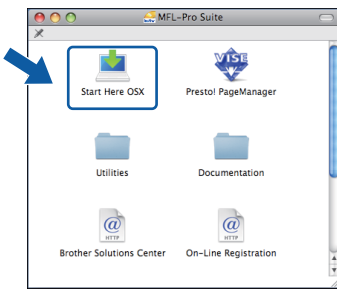 MFL-Pro Suite
Start Here OSX
Presto! PageManager
Utilities
Documentation
@ @
HTTP HTTP
Brother Solutions Center
On-Line Registration